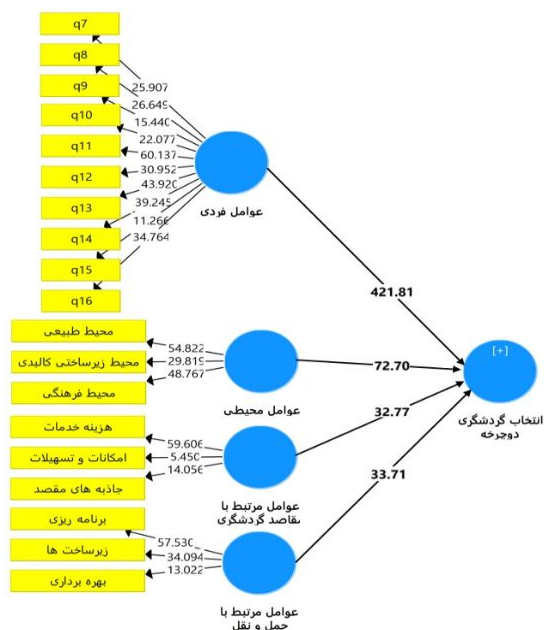 q7
q8
q9
q10
q11
q12
q13
q14
q15
q16
25.907
26.649
15.440
22.077
60.137
30.952
43.920
39.245
11.266
34.764
عوامل فردی
421.81
محیط طبیعی
محیط زیرساختی کالبدی
محیط فرهنگی
54.822
29.819
48.767
عوامل محیطی
72.70
[+]
انتخاب گردشگری
دوچرخه
هزینه خدمات
امکانات و تسهیلات
جاذبه های مقصد
59.606
5.450
14.056
عوامل مرتبط با
مقاصد گردشگری
32.77
33.71
برنامه ریزی
زیرساخت ها
بهره برداری
57.530
34.094
13.022
عوامل مرتبط با
حمل و نقل